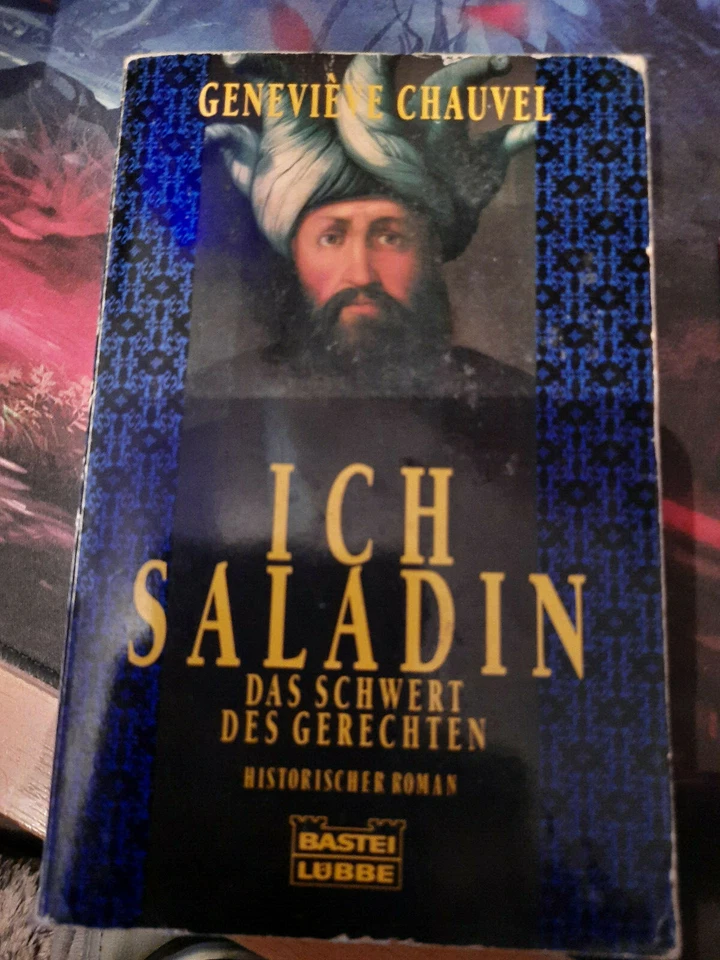 GENEVIÈVE CHAUVEL
ICH
SALADIN
DAS SCHWERT
DES GERECHTEN
HISTORISCHER ROMAN
BASTEI
LÜBBE